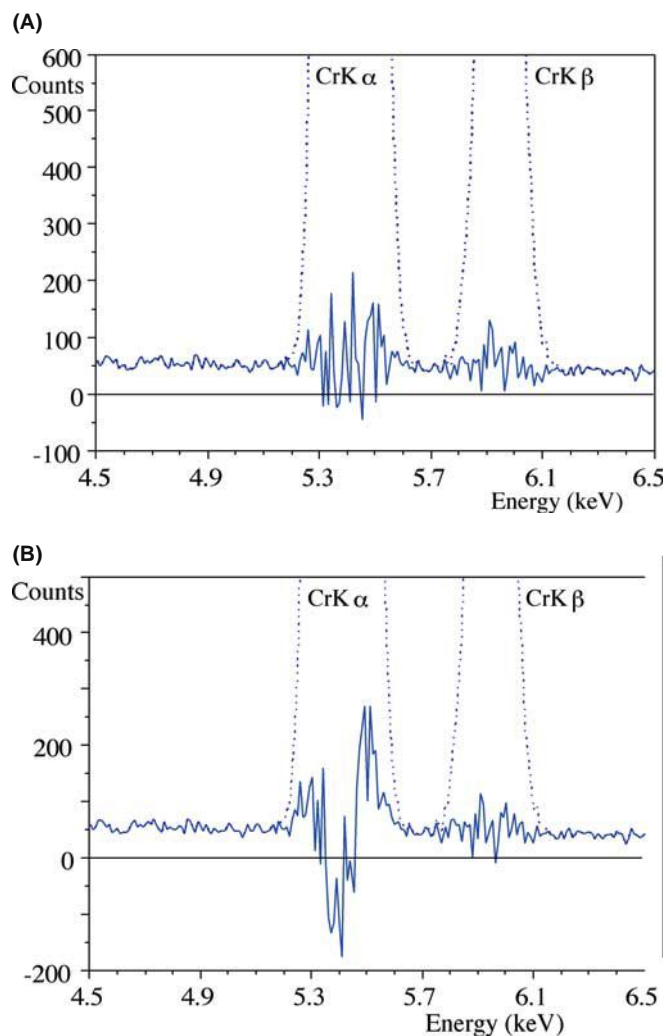 (A)
600
Counts
500
400
300
200
100
0
-100
CrK α
CrK β
4.5 4.9 5.3 5.7 6.1 6.5
Energy (keV)
(B)
Counts
400
200
0
-200
CrK α
CrK β
4.5 4.9 5.3 5.7 6.1 6.5
Energy (keV)